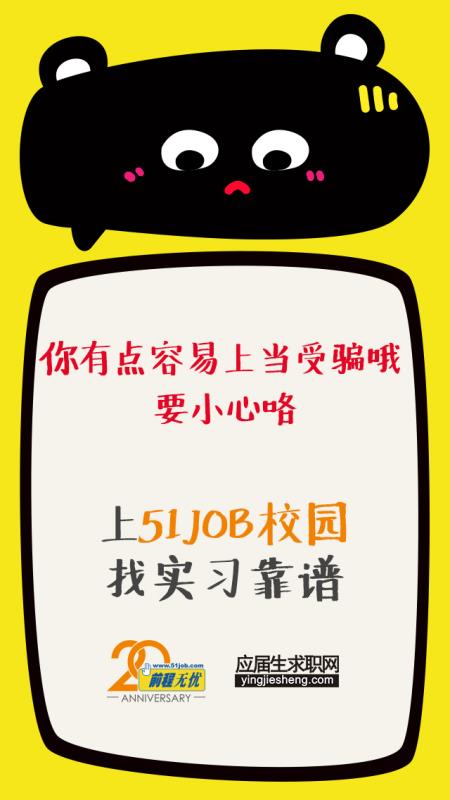 你有点容易上当受骗哦
要小心咯
上51JOB校园
找实习靠谱
20
www.51job.com
前程无忧
ANNIVERSARY
应届生求职网
yingjiesheng.com